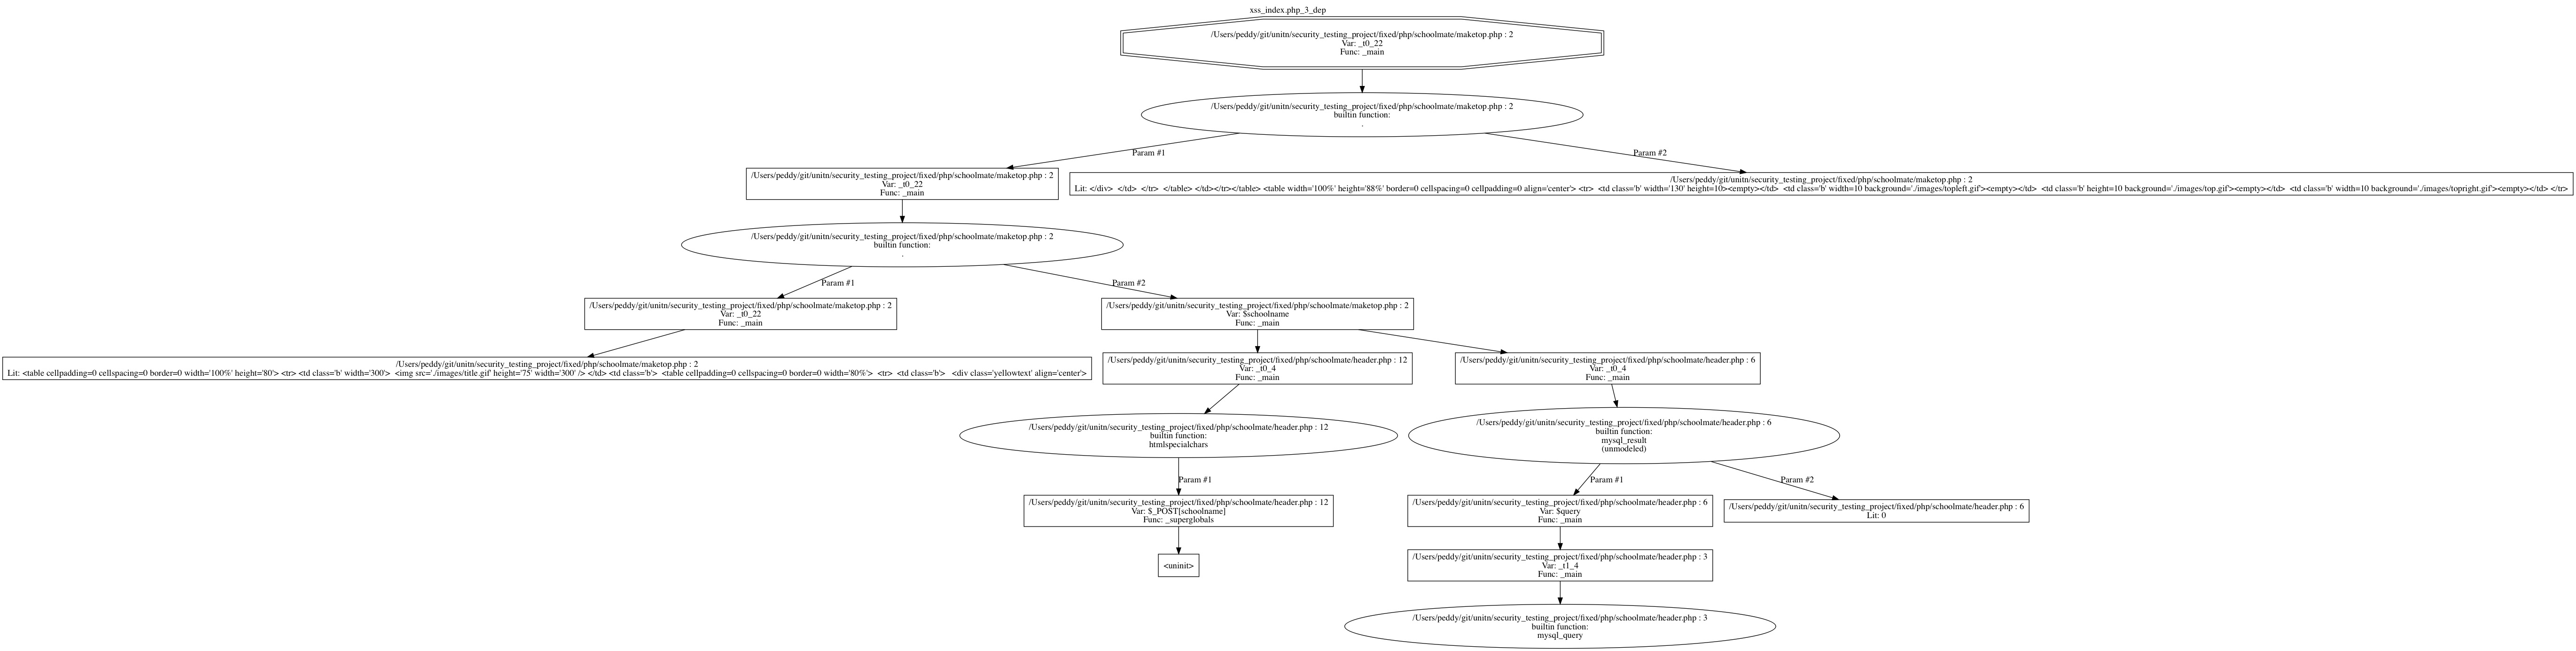 xss_index.php_3_dep
/Users/peddy/git/unitn/security_testing_project/fixed/php/schoolmate/maketop.php : 2
Var: _t0_22
Func: _main
/Users/peddy/git/unitn/security_testing_project/fixed/php/schoolmate/maketop.php : 2
builtin function:
.
Param #1
Param #2
/Users/peddy/git/unitn/security_testing_project/fixed/php/schoolmate/maketop.php : 2
Var: _t0_22
Func: _main
/Users/peddy/git/unitn/security_testing_project/fixed/php/schoolmate/maketop.php : 2
Lit: </div>  </td>  </tr>  </table> </td></tr></table> <table width='100%' height='88%' border=0 cellspacing=0 cellpadding=0 align='center'> <tr>  <td class='b' width='130' height=10><empty></td>  <td class='b' width=10 background='./images/topleft.gif'><empty></td>  <td class='b' height=10 background='./images/top.gif'><empty></td>  <td class='b' width=10 background='./images/topright.gif'><empty></td> </tr>
/Users/peddy/git/unitn/security_testing_project/fixed/php/schoolmate/maketop.php : 2
builtin function:
.
Param #1
Param #2
/Users/peddy/git/unitn/security_testing_project/fixed/php/schoolmate/maketop.php : 2
Var: _t0_22
Func: _main
/Users/peddy/git/unitn/security_testing_project/fixed/php/schoolmate/maketop.php : 2
Var: $schoolname
Func: _main
/Users/peddy/git/unitn/security_testing_project/fixed/php/schoolmate/maketop.php : 2
Lit: <table cellpadding=0 cellspacing=0 border=0 width='100%' height='80'> <tr> <td class='b' width='300'>  <img src='./images/title.gif' height='75' width='300' /> </td> <td class='b'>  <table cellpadding=0 cellspacing=0 border=0 width='80%'>  <tr>  <td class='b'>   <div class='yellowtext' align='center'>
/Users/peddy/git/unitn/security_testing_project/fixed/php/schoolmate/header.php : 12
Var: _t0_4
Func: _main
/Users/peddy/git/unitn/security_testing_project/fixed/php/schoolmate/header.php : 6
Var: _t0_4
Func: _main
/Users/peddy/git/unitn/security_testing_project/fixed/php/schoolmate/header.php : 12
builtin function:
htmlspecialchars
/Users/peddy/git/unitn/security_testing_project/fixed/php/schoolmate/header.php : 6
builtin function:
mysql_result
(unmodeled)
Param #1
Param #1
Param #2
/Users/peddy/git/unitn/security_testing_project/fixed/php/schoolmate/header.php : 12
Var: $_POST[schoolname]
Func: _superglobals
/Users/peddy/git/unitn/security_testing_project/fixed/php/schoolmate/header.php : 6
Var: $query
Func: _main
/Users/peddy/git/unitn/security_testing_project/fixed/php/schoolmate/header.php : 6
Lit: 0
<uninit>
/Users/peddy/git/unitn/security_testing_project/fixed/php/schoolmate/header.php : 3
Var: _t1_4
Func: _main
/Users/peddy/git/unitn/security_testing_project/fixed/php/schoolmate/header.php : 3
builtin function:
mysql_query